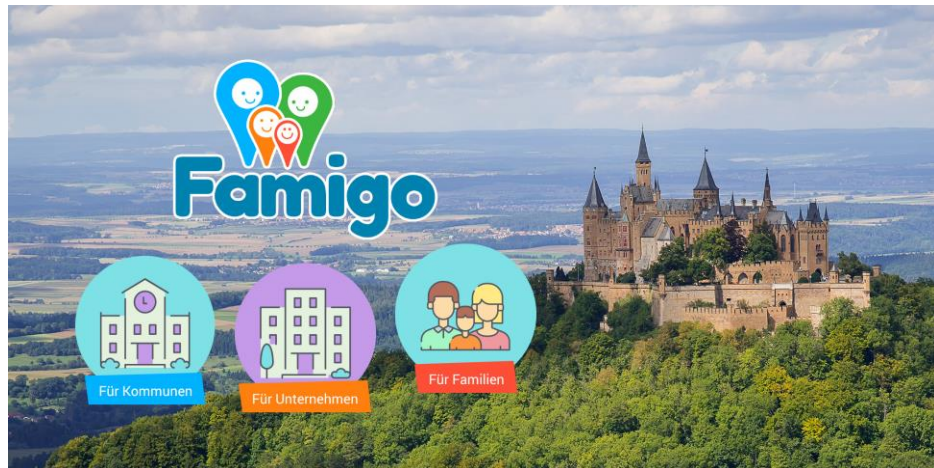 Famigo
Für Kommunen
Für Unternehmen
Für Familien